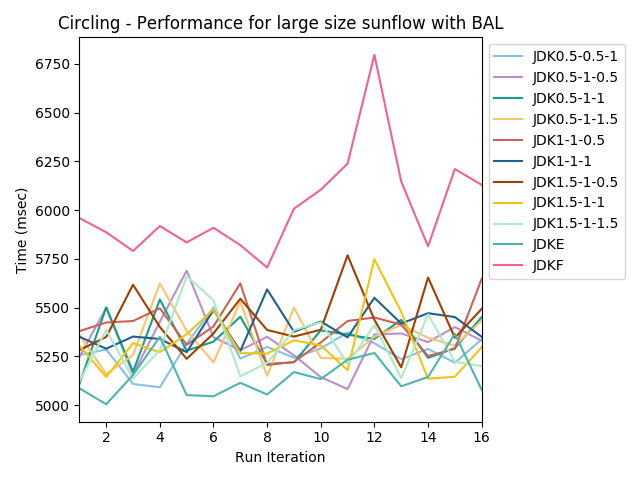 Circling - Performance for large size sunflow with BAL
Time (msec)
6750
6500
6250
6000
5750
5500
5250
5000
2 4 6 8 10 12 14 16
Run Iteration
JDK0.5-0.5-1
JDK0.5-1-0.5
JDK0.5-1-1
JDK0.5-1-1.5
JDK1-1-0.5
JDK1-1-1
JDK1.5-1-0.5
JDK1.5-1-1
JDK1.5-1-1.5
JDKE
JDKF